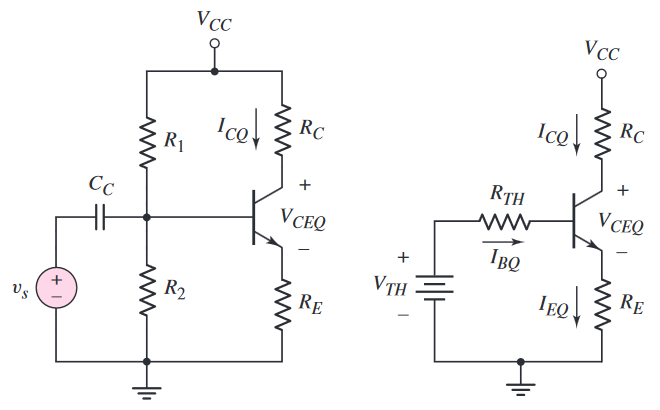 V_CC
I_CQ
R_C
R_1
C_C
+
V_CEQ
−
v_s
+
−
R_2
R_E
V_CC
I_CQ
R_C
R_TH
+
V_CEQ
−
I_BQ
+
V_TH
−
I_EQ
R_E